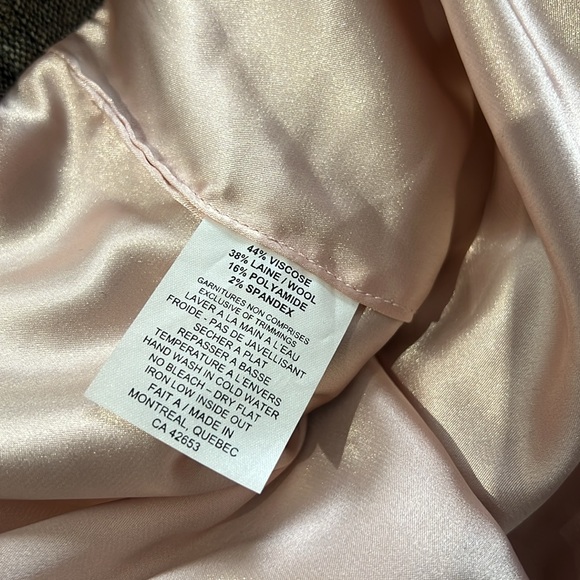 44% VISCOSE
38% LAINE / WOOL
16% POLYAMIDE
2% SPANDEX
GARNITURES NON COMPRISES
EXCLUSIVE OF TRIMMINGS
LAVER A LA MAIN A L'EAU
FROIDE - PAS DE JAVELLISANT
SECHER A PLAT
REPASSER A BASSE
TEMPERATURE A L'ENVERS
HAND WASH IN COLD WATER
NO BLEACH - DRY FLAT
IRON LOW INSIDE OUT
FAIT A / MADE IN
MONTREAL, QUEBEC
CA 42653